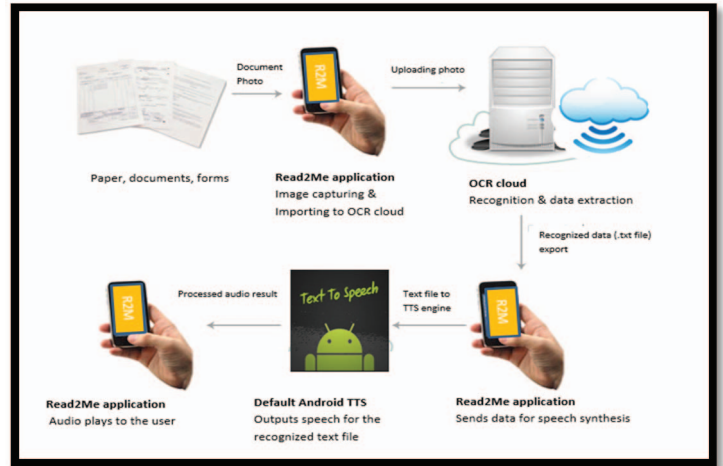 Document
Photo
R2M
Uploading photo
Paper, documents, forms
Read2Me application
Image capturing &
Importing to OCR cloud
OCR cloud
Recognition & data extraction
Recognized data (.txt file)
export
R2M
Processed audio result
Text To Speech
Text file to
TTS engine
R2M
Read2Me application
Audio plays to the user
Default Android TTS
Outputs speech for the
recognized text file
Read2Me application
Sends data for speech synthesis